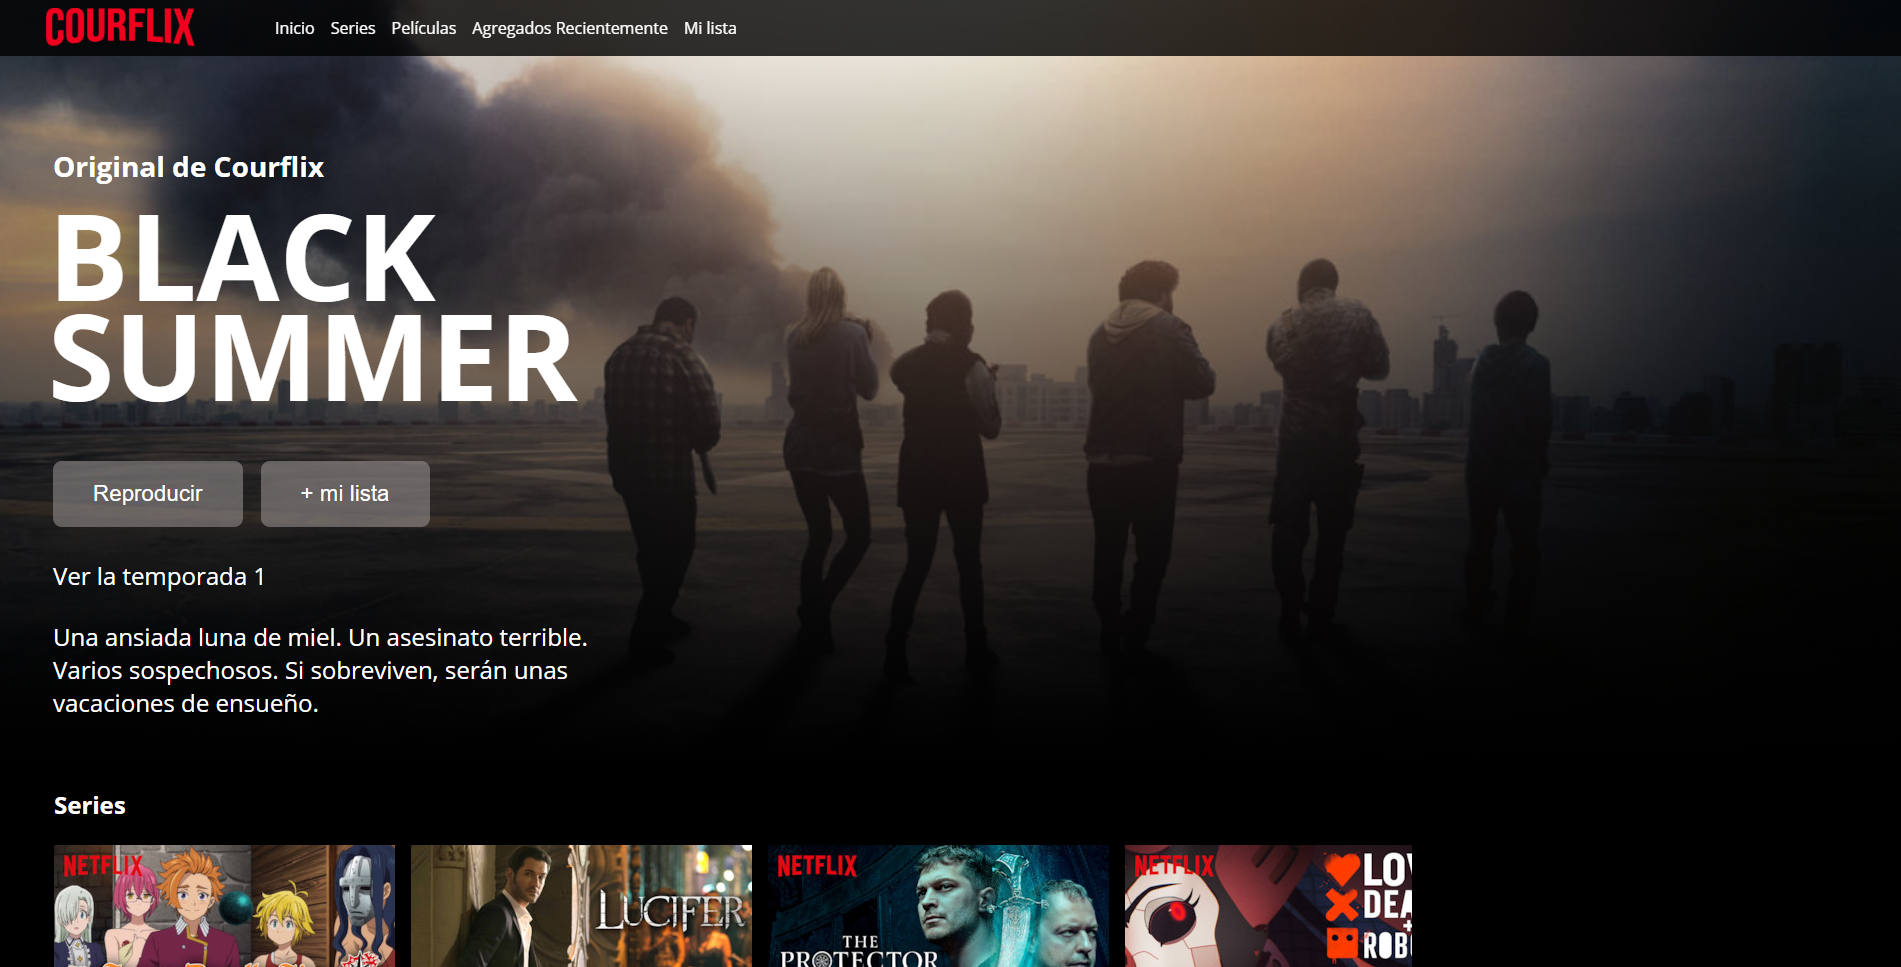 COURFLIX
Inicio Series Películas Agregados Recientemente Mi lista
Original de Courflix
BLACK
SUMMER
Reproducir + mi lista
Ver la temporada 1
Una ansiada luna de miel. Un asesinato terrible.
Varios sospechosos. Si sobreviven, serán unas
vacaciones de ensueño.
Series
NETFLIX
LUCIFER
NETFLIX
THE
PROTECTOR
NETFLIX
LOV
DEA
+
ROB